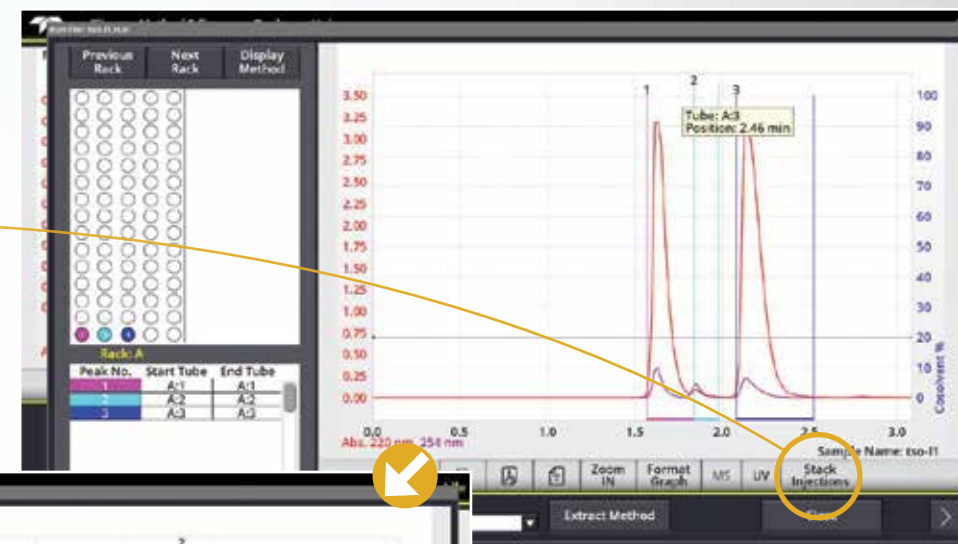 Previous Rack
Next Rack
Display Method
Rack: A
Peak No. Start Tube End Tube
1 A:1 A:1
2 A:2 A:2
3 A:3 A:3
3.50
3.25
3.00
2.75
2.50
2.25
2.00
1.75
1.50
1.25
1.00
0.75
0.50
0.25
0.00
1
2
3
Tube: A:3
Position: 2.46 min
100
90
80
70
60
50
40
30
20
10
0
Cosolvent %
0.0 0.5 1.0 1.5 2.0 2.5 3.0
Abs. 220 nm, 254 nm
Sample Name: tso-l1
Zoom IN
Format Graph
MS
UV
Stack Injections
Extract Method
2